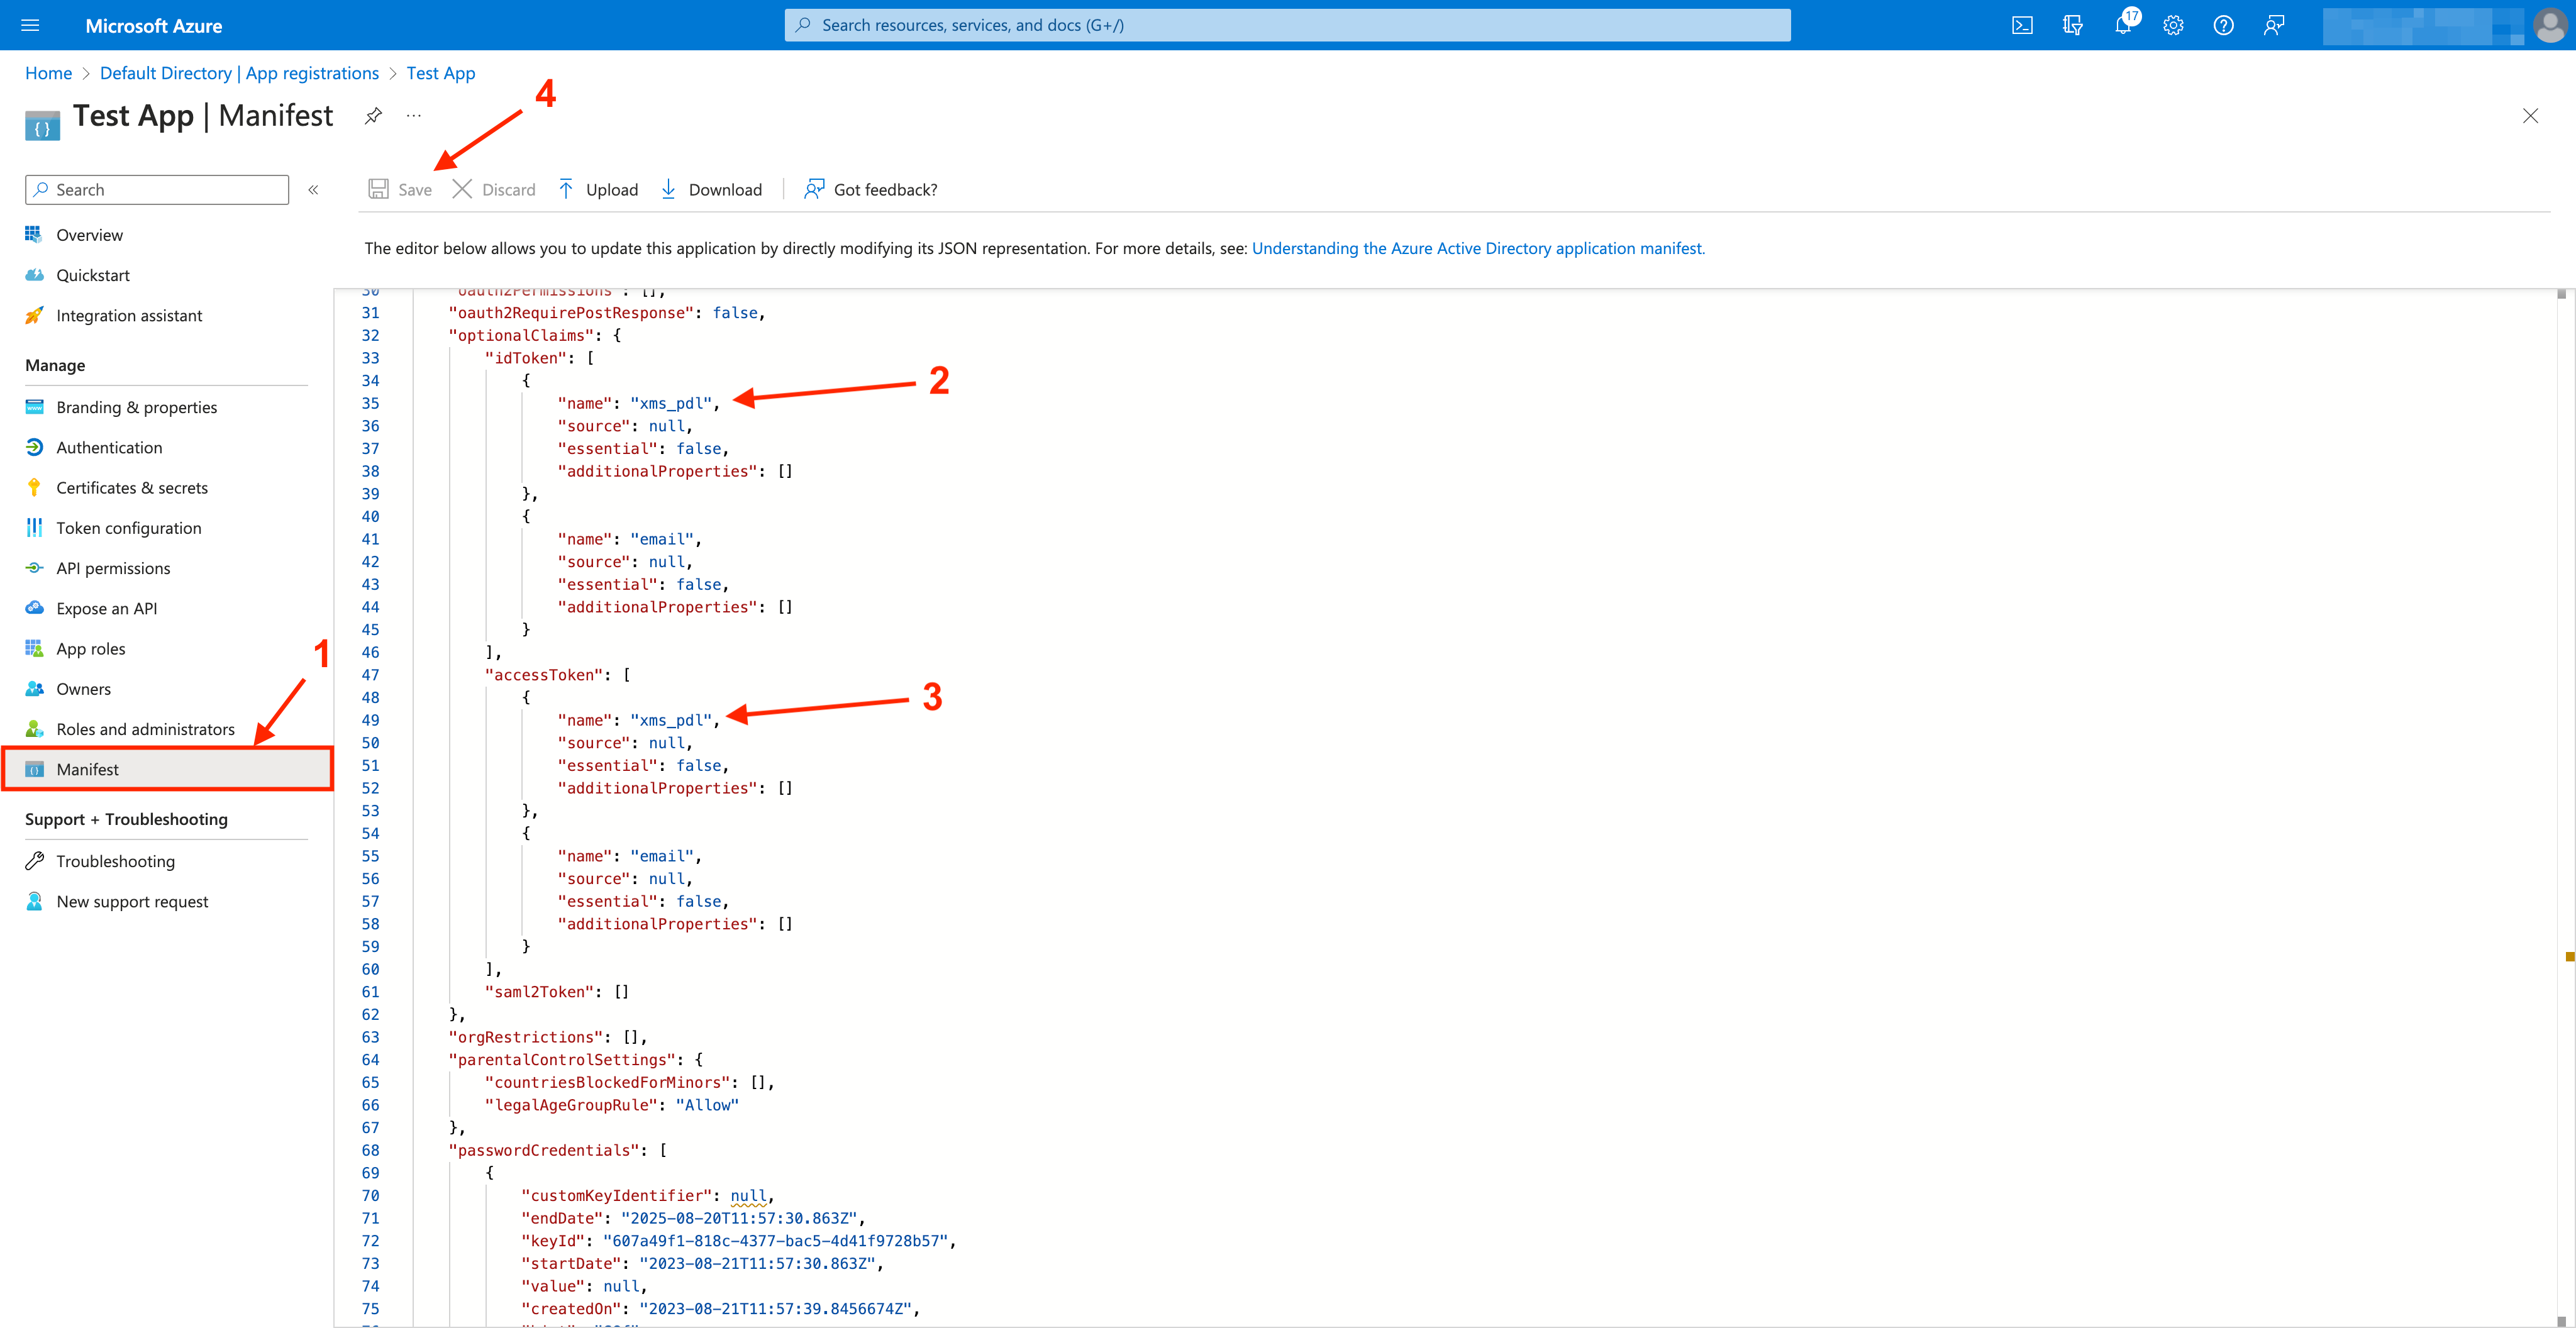 Microsoft Azure
Search resources, services, and docs (G+/)
17
Home > Default Directory | App registrations > Test App
Test App | Manifest
...
4
Search
«
Save
Discard
Upload
Download
Got feedback?
The editor below allows you to update this application by directly modifying its JSON representation. For more details, see: Understanding the Azure Active Directory application manifest.
Overview
Quickstart
Integration assistant
Manage
Branding & properties
Authentication
Certificates & secrets
Token configuration
API permissions
Expose an API
App roles
Owners
Roles and administrators
Manifest
1
Support + Troubleshooting
Troubleshooting
New support request
30 "oauth2Permissions": [],
31 "oauth2RequirePostResponse": false,
32 "optionalClaims": {
33 "idToken": [
34 {
35 "name": "xms_pdl",
2
36 "source": null,
37 "essential": false,
38 "additionalProperties": []
39 },
40 {
41 "name": "email",
42 "source": null,
43 "essential": false,
44 "additionalProperties": []
45 }
46 ],
47 "accessToken": [
48 {
49 "name": "xms_pdl",
3
50 "source": null,
51 "essential": false,
52 "additionalProperties": []
53 },
54 {
55 "name": "email",
56 "source": null,
57 "essential": false,
58 "additionalProperties": []
59 }
60 ],
61 "saml2Token": []
62 },
63 "orgRestrictions": [],
64 "parentalControlSettings": {
65 "countriesBlockedForMinors": [],
66 "legalAgeGroupRule": "Allow"
67 },
68 "passwordCredentials": [
69 {
70 "customKeyIdentifier": null,
71 "endDate": "2025-08-20T11:57:30.863Z",
72 "keyId": "607a49f1-818c-4377-bac5-4d41f9728b57",
73 "startDate": "2023-08-21T11:57:30.863Z",
74 "value": null,
75 "createdOn": "2023-08-21T11:57:39.8456674Z",